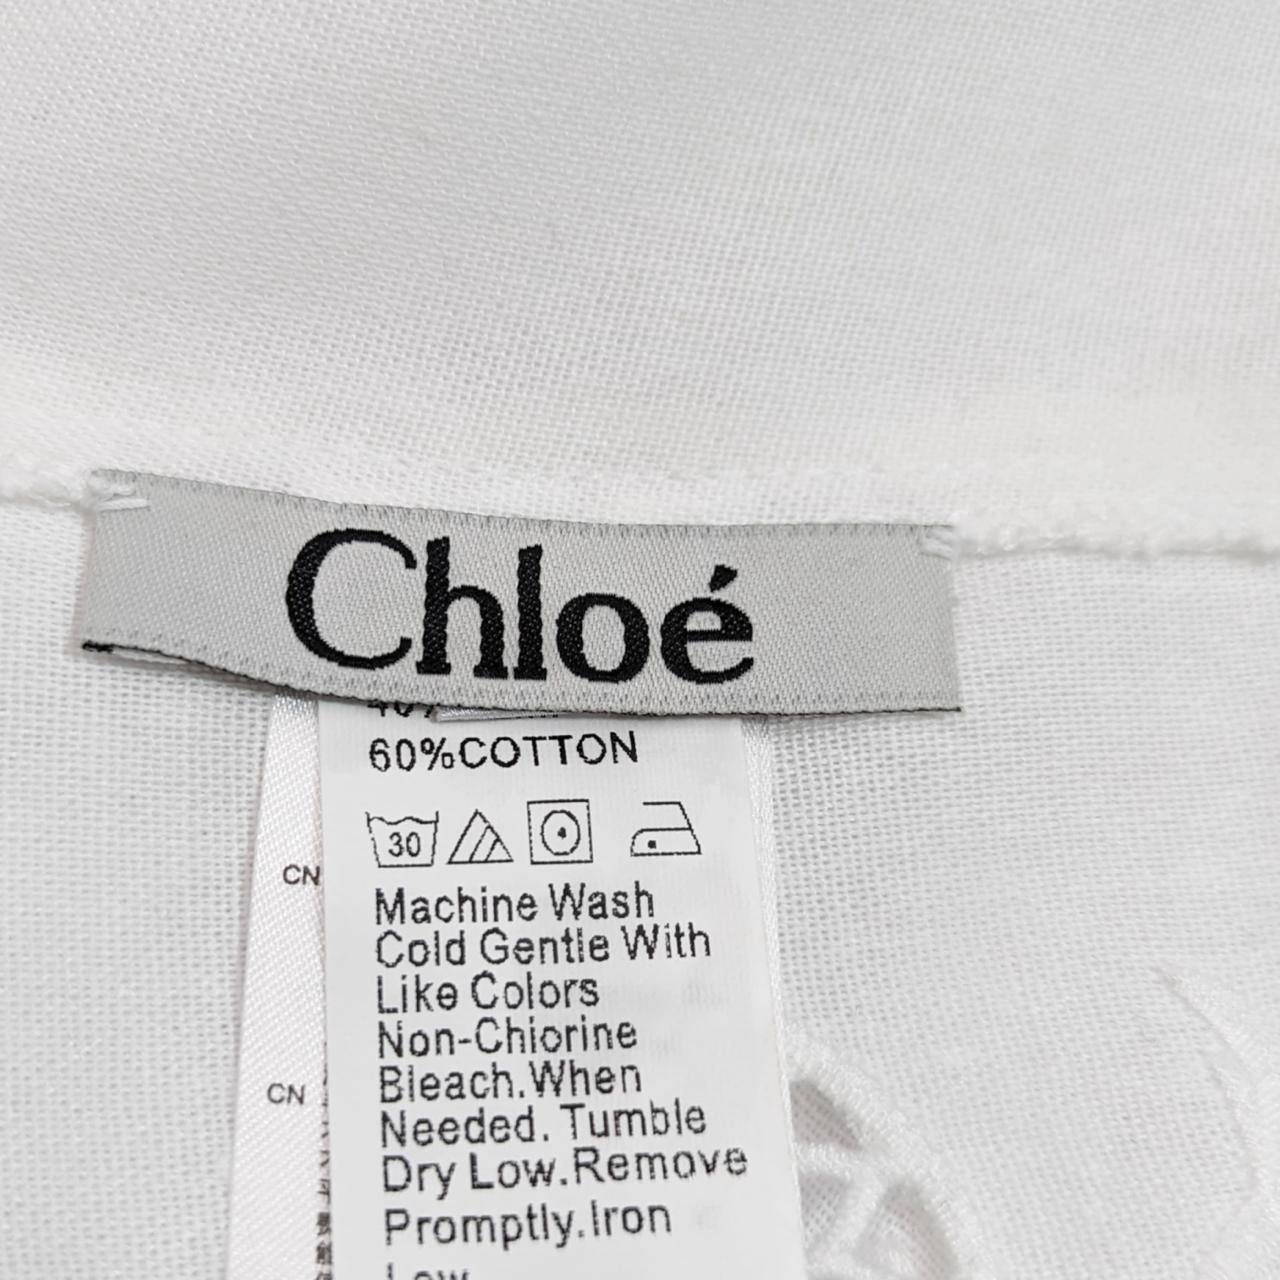 Chloé
60%COTTON
30
CN
Machine Wash
Cold Gentle With
Like Colors
Non-Chiorine
Bleach.When
CN
Needed. Tumble
Dry Low.Remove
Promptly.Iron
Low